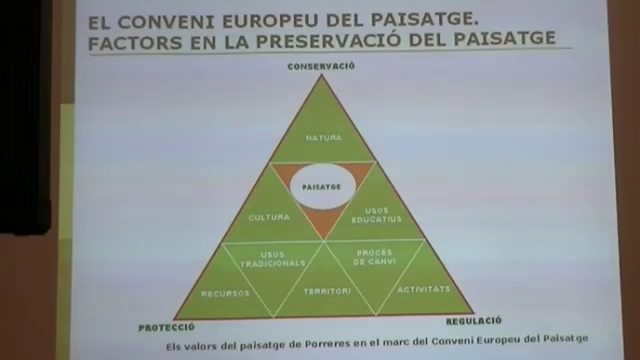 EL CONVENI EUROPEU DEL PAISATGE.
FACTORS EN LA PRESERVACIÓ DEL PAISATGE
CONSERVACIÓ
NATURA
PAISATGE
CULTURA
USOS
EDUCATIUS
USOS
TRADICIONALS
PROCÉS
DE CANVI
RECURSOS
TERRITORI
ACTIVITATS
PROTECCIÓ
REGULACIÓ
Els valors del paisatge de Porreres en el marc del Conveni Europeu del Paisatge